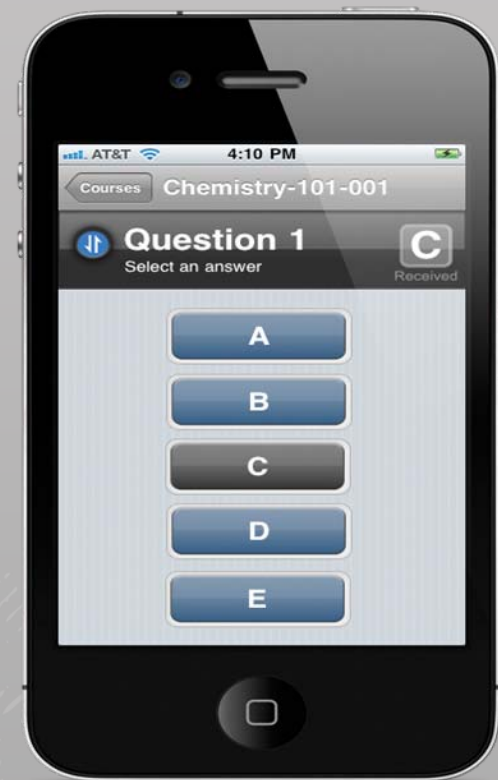 AT&T 4:10 PM
Courses Chemistry-101-001
Question 1 C
Select an answer Received
A
B
C
D
E